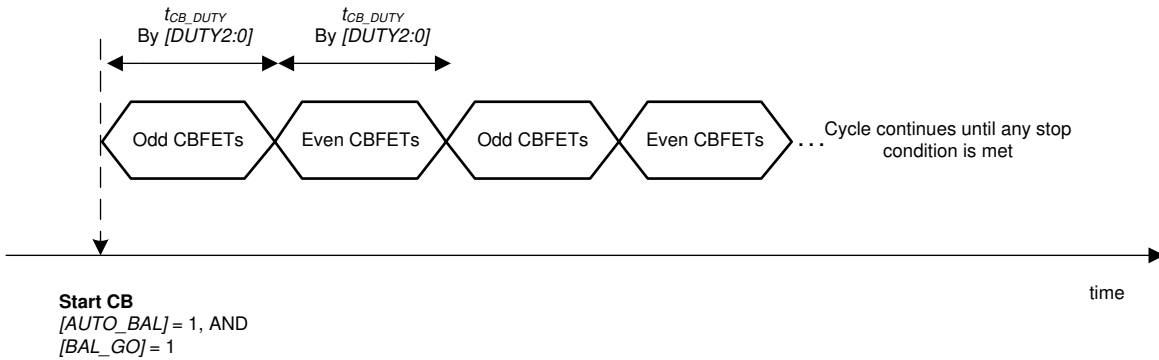 tCB_DUTY
By [DUTY2:0]
tCB_DUTY
By [DUTY2:0]
Odd CBFETs
Even CBFETs
Odd CBFETs
Even CBFETs
... Cycle continues until any stop
condition is met
time
Start CB
[AUTO_BAL] = 1, AND
[BAL_GO] = 1